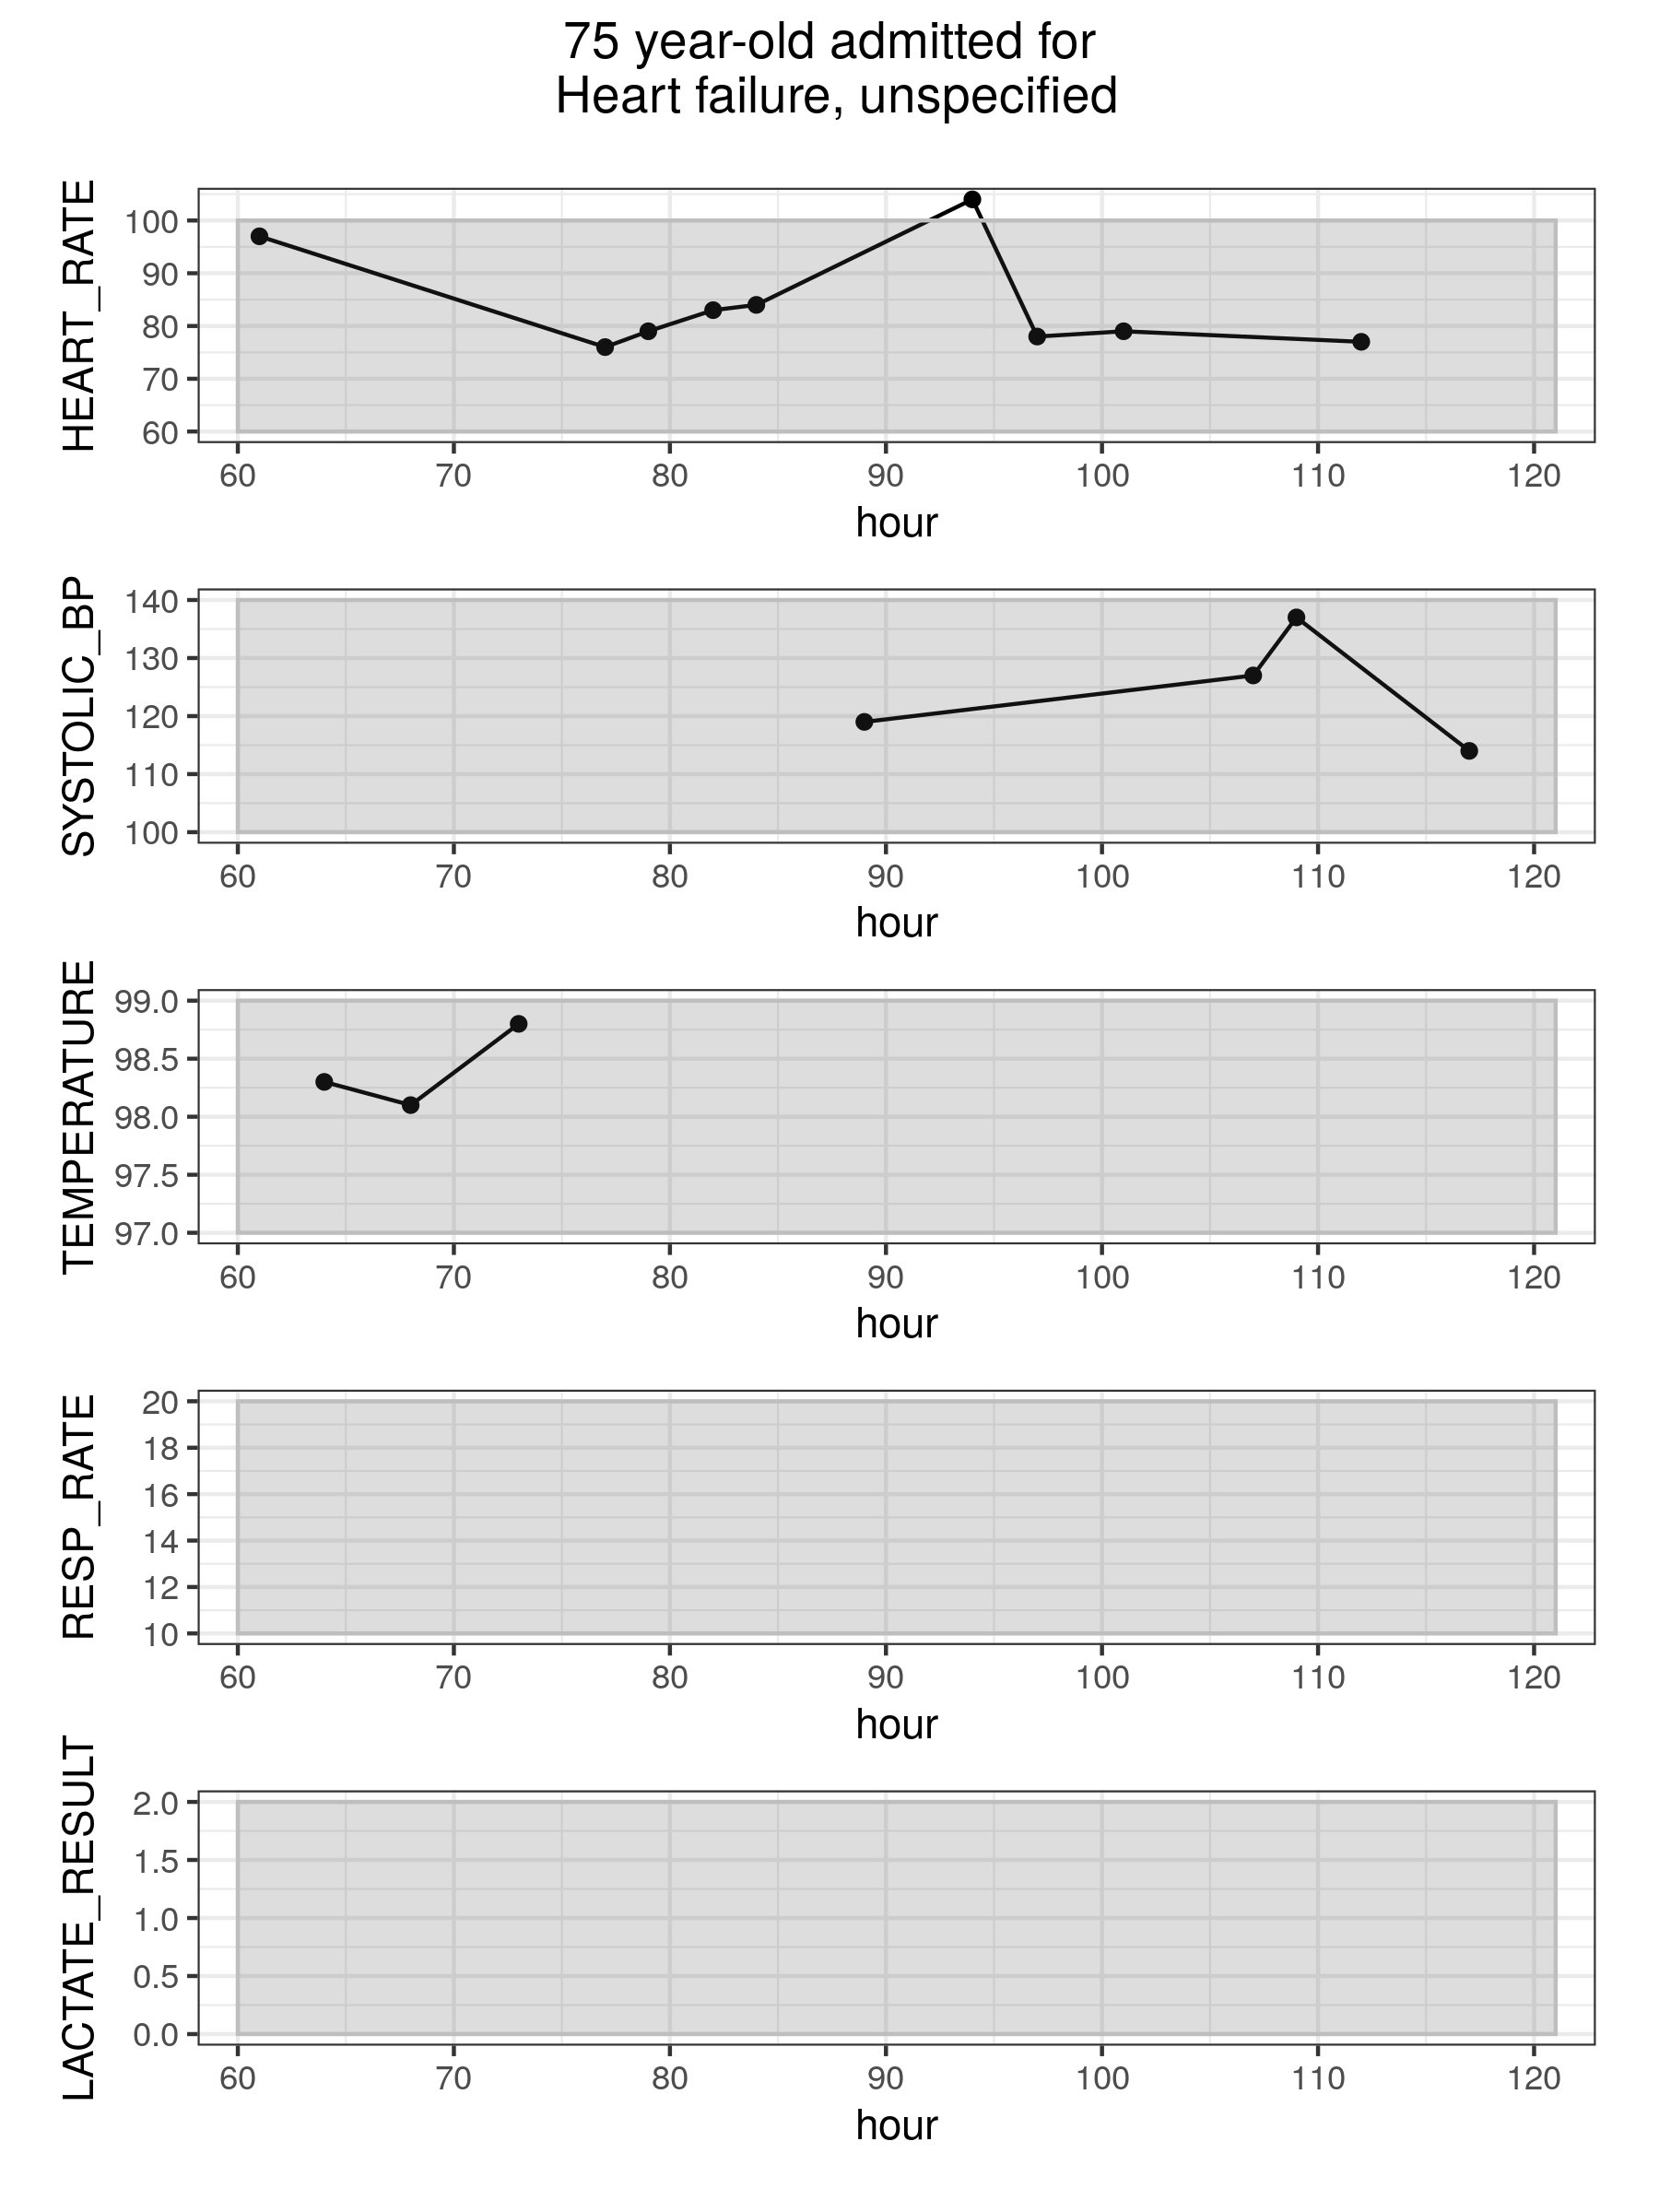 75 year-old admitted for
Heart failure, unspecified
HEART_RATE
100
90
80
70
60
60 70 80 90 100 110 120
hour
SYSTOLIC_BP
140
130
120
110
100
60 70 80 90 100 110 120
hour
TEMPERATURE
99.0
98.5
98.0
97.5
97.0
60 70 80 90 100 110 120
hour
RESP_RATE
20
18
16
14
12
10
60 70 80 90 100 110 120
hour
LACTATE_RESULT
2.0
1.5
1.0
0.5
0.0
60 70 80 90 100 110 120
hour